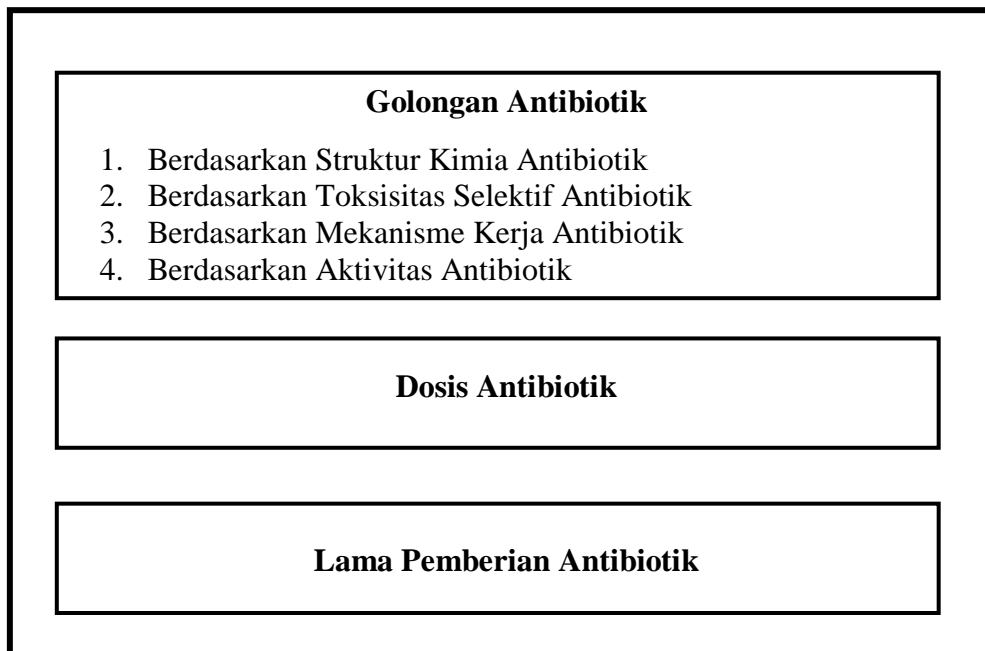 Golongan Antibiotik
1. Berdasarkan Struktur Kimia Antibiotik
2. Berdasarkan Toksisitas Selektif Antibiotik
3. Berdasarkan Mekanisme Kerja Antibiotik
4. Berdasarkan Aktivitas Antibiotik
Dosis Antibiotik
Lama Pemberian Antibiotik